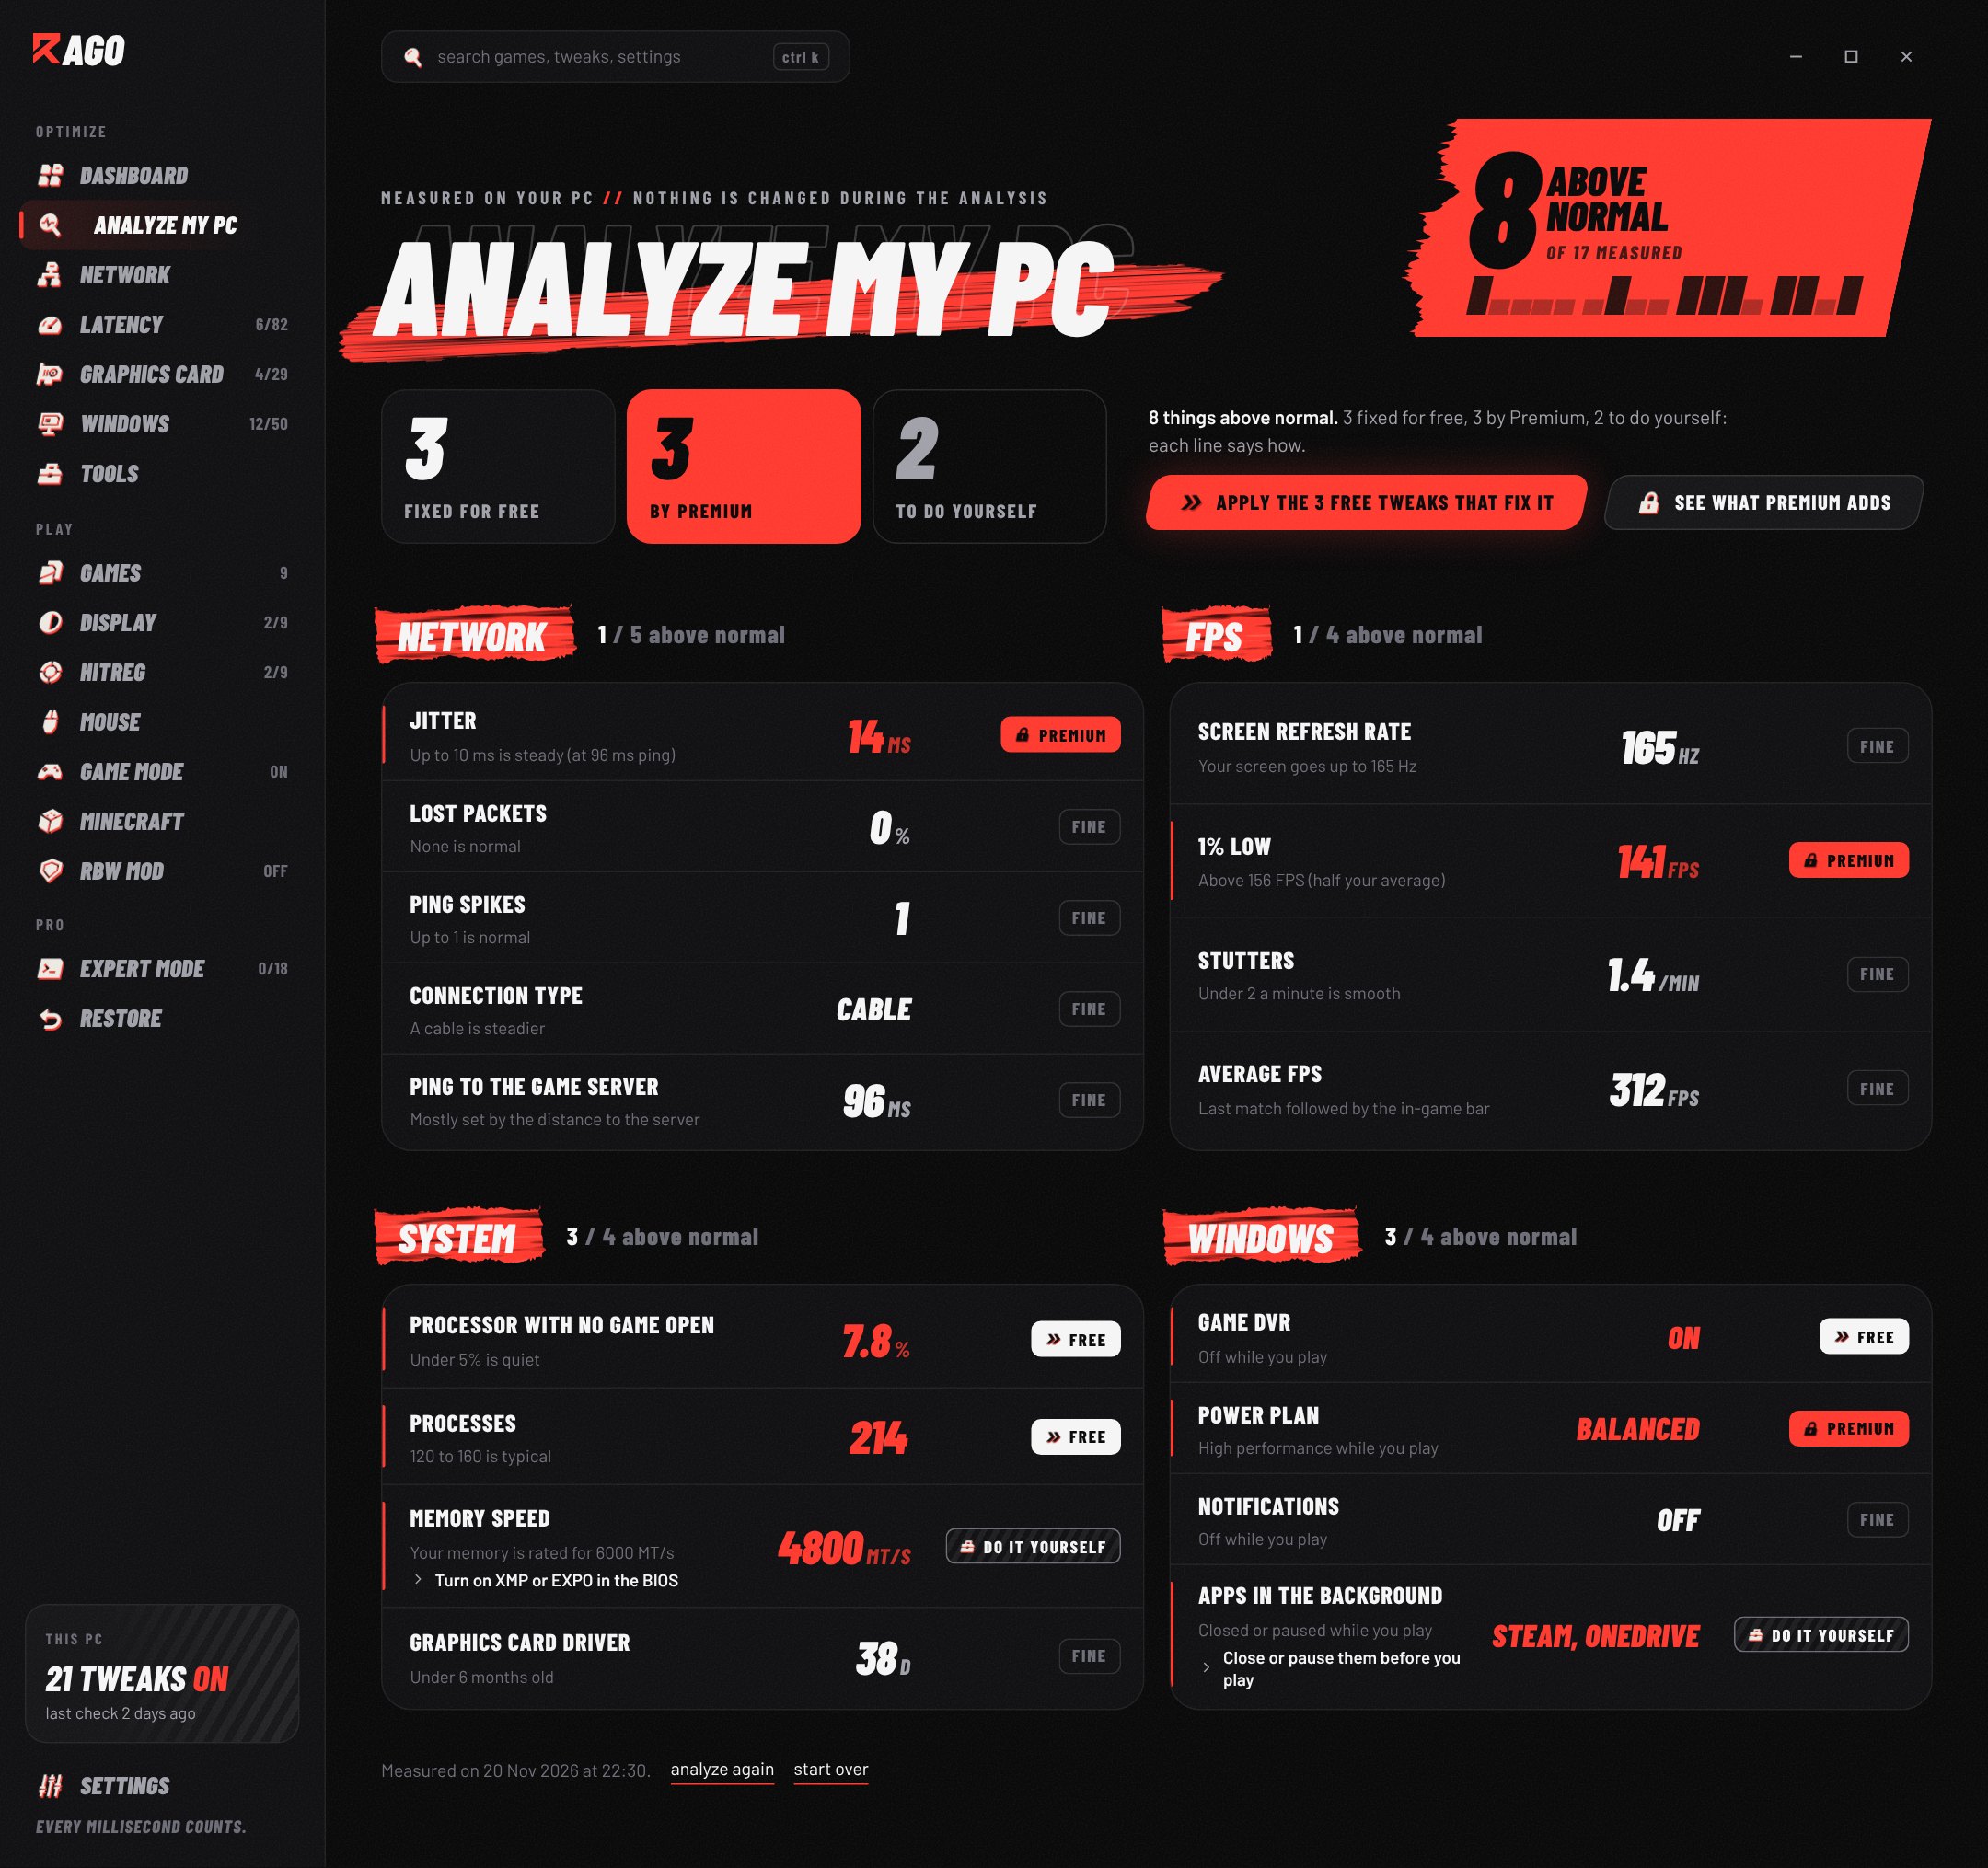 RAGO
search games, tweaks, settings
ctrl k
OPTIMIZE
DASHBOARD
ANALYZE MY PC
NETWORK
LATENCY 6/82
GRAPHICS CARD 4/29
WINDOWS 12/50
TOOLS
PLAY
GAMES 9
DISPLAY 2/9
HITREG 2/9
MOUSE
GAME MODE ON
MINECRAFT
RBW MOD OFF
PRO
EXPERT MODE 0/18
RESTORE
THIS PC
21 TWEAKS ON
last check 2 days ago
SETTINGS
EVERY MILLISECOND COUNTS.
MEASURED ON YOUR PC // NOTHING IS CHANGED DURING THE ANALYSIS
ANALYZE MY PC
8 ABOVE
NORMAL
OF 17 MEASURED
3
FIXED FOR FREE
3
BY PREMIUM
2
TO DO YOURSELF
8 things above normal. 3 fixed for free, 3 by Premium, 2 to do yourself:
each line says how.
APPLY THE 3 FREE TWEAKS THAT FIX IT
SEE WHAT PREMIUM ADDS
NETWORK 1 / 5 above normal
JITTER
Up to 10 ms is steady (at 96 ms ping)
14 MS
PREMIUM
LOST PACKETS
None is normal
0 %
FINE
PING SPIKES
Up to 1 is normal
1
FINE
CONNECTION TYPE
A cable is steadier
CABLE
FINE
PING TO THE GAME SERVER
Mostly set by the distance to the server
96 MS
FINE
FPS 1 / 4 above normal
SCREEN REFRESH RATE
Your screen goes up to 165 Hz
165 HZ
FINE
1% LOW
Above 156 FPS (half your average)
141 FPS
PREMIUM
STUTTERS
Under 2 a minute is smooth
1.4 /MIN
FINE
AVERAGE FPS
Last match followed by the in-game bar
312 FPS
FINE
SYSTEM 3 / 4 above normal
PROCESSOR WITH NO GAME OPEN
Under 5% is quiet
7.8 %
FREE
PROCESSES
120 to 160 is typical
214
FREE
MEMORY SPEED
Your memory is rated for 6000 MT/s
Turn on XMP or EXPO in the BIOS
4800 MT/S
DO IT YOURSELF
GRAPHICS CARD DRIVER
Under 6 months old
38 D
FINE
WINDOWS 3 / 4 above normal
GAME DVR
Off while you play
ON
FREE
POWER PLAN
High performance while you play
BALANCED
PREMIUM
NOTIFICATIONS
Off while you play
OFF
FINE
APPS IN THE BACKGROUND
Closed or paused while you play
Close or pause them before you
play
STEAM, ONEDRIVE
DO IT YOURSELF
Measured on 20 Nov 2026 at 22:30. analyze again start over